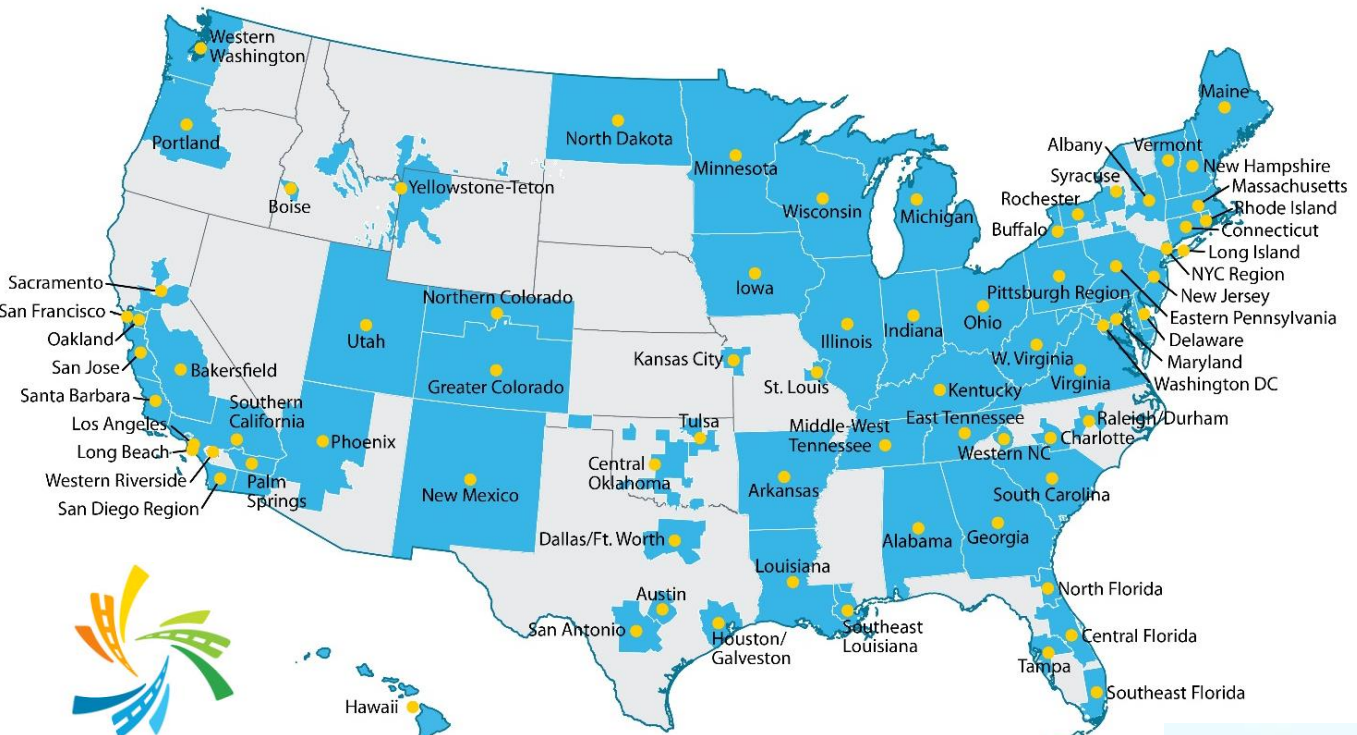 Western
Washington
Portland
Boise
Yellowstone-Teton
North Dakota
Minnesota
Wisconsin
Michigan
Iowa
Illinois
Indiana
Ohio
Pittsburgh Region
W. Virginia
Virginia
Kentucky
Maine
Albany
Vermont
New Hampshire
Syracuse
Massachusetts
Rochester
Rhode Island
Buffalo
Connecticut
Long Island
NYC Region
New Jersey
Eastern Pennsylvania
Delaware
Maryland
Washington DC
Sacramento
San Francisco
Oakland
San Jose
Bakersfield
Santa Barbara
Southern
California
Los Angeles
Long Beach
Western Riverside
Palm
Springs
San Diego Region
Utah
Northern Colorado
Greater Colorado
Phoenix
New Mexico
Kansas City
St. Louis
Tulsa
Central
Oklahoma
Middle-West
Tennessee
East Tennessee
Western NC
Raleigh/Durham
Charlotte
South Carolina
Arkansas
Alabama
Georgia
Dallas/Ft. Worth
Louisiana
Austin
San Antonio
Houston/
Galveston
Southeast
Louisiana
North Florida
Central Florida
Tampa
Southeast Florida
Hawaii